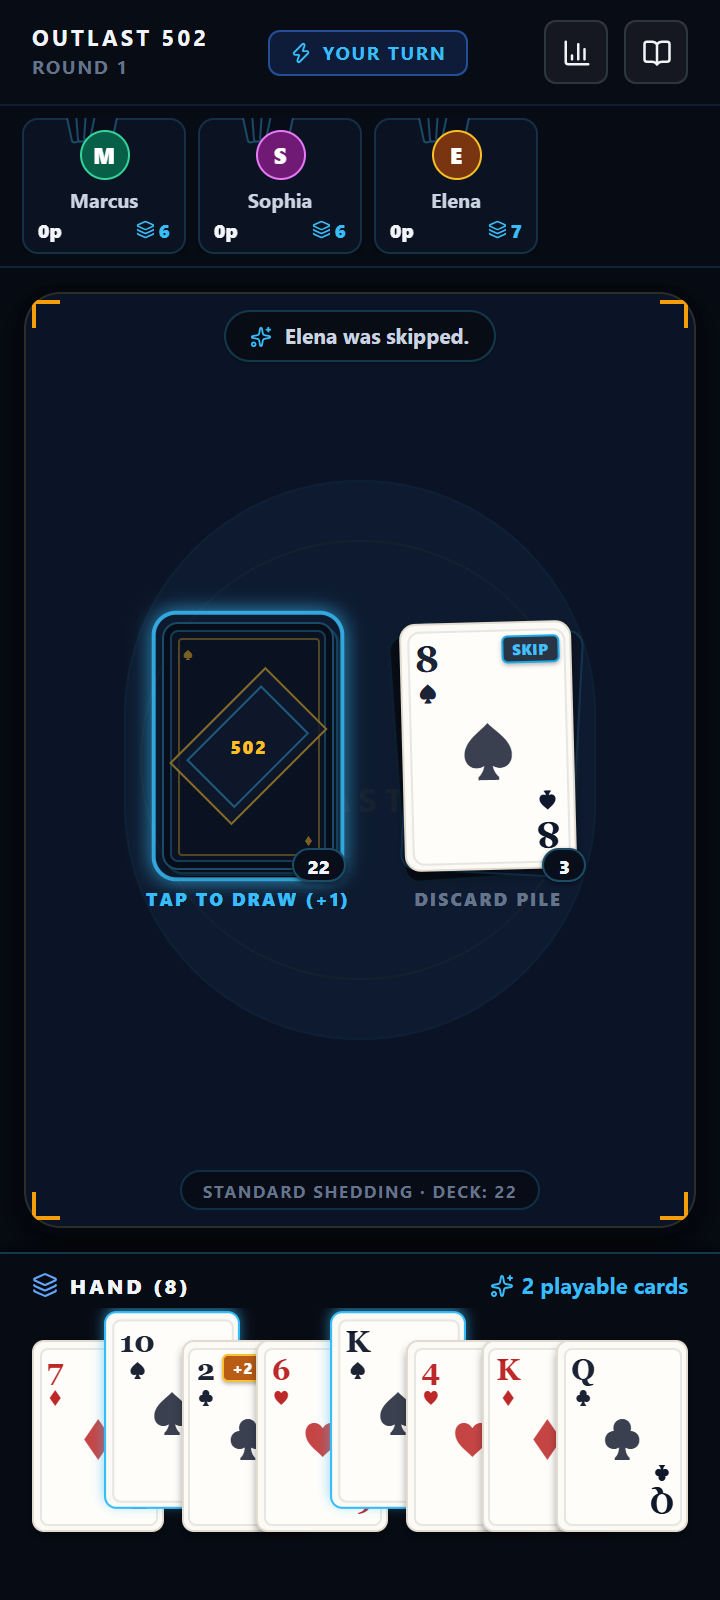 OUTLAST 502
ROUND 1
YOUR TURN
M
Marcus
0p
6
S
Sophia
0p
6
E
Elena
0p
7
Elena was skipped.
502
22
TAP TO DRAW (+1)
8
SKIP
8
3
DISCARD PILE
STANDARD SHEDDING · DECK: 22
HAND (8)
2 playable cards
7
10
2
+2
6
K
4
K
Q
Q